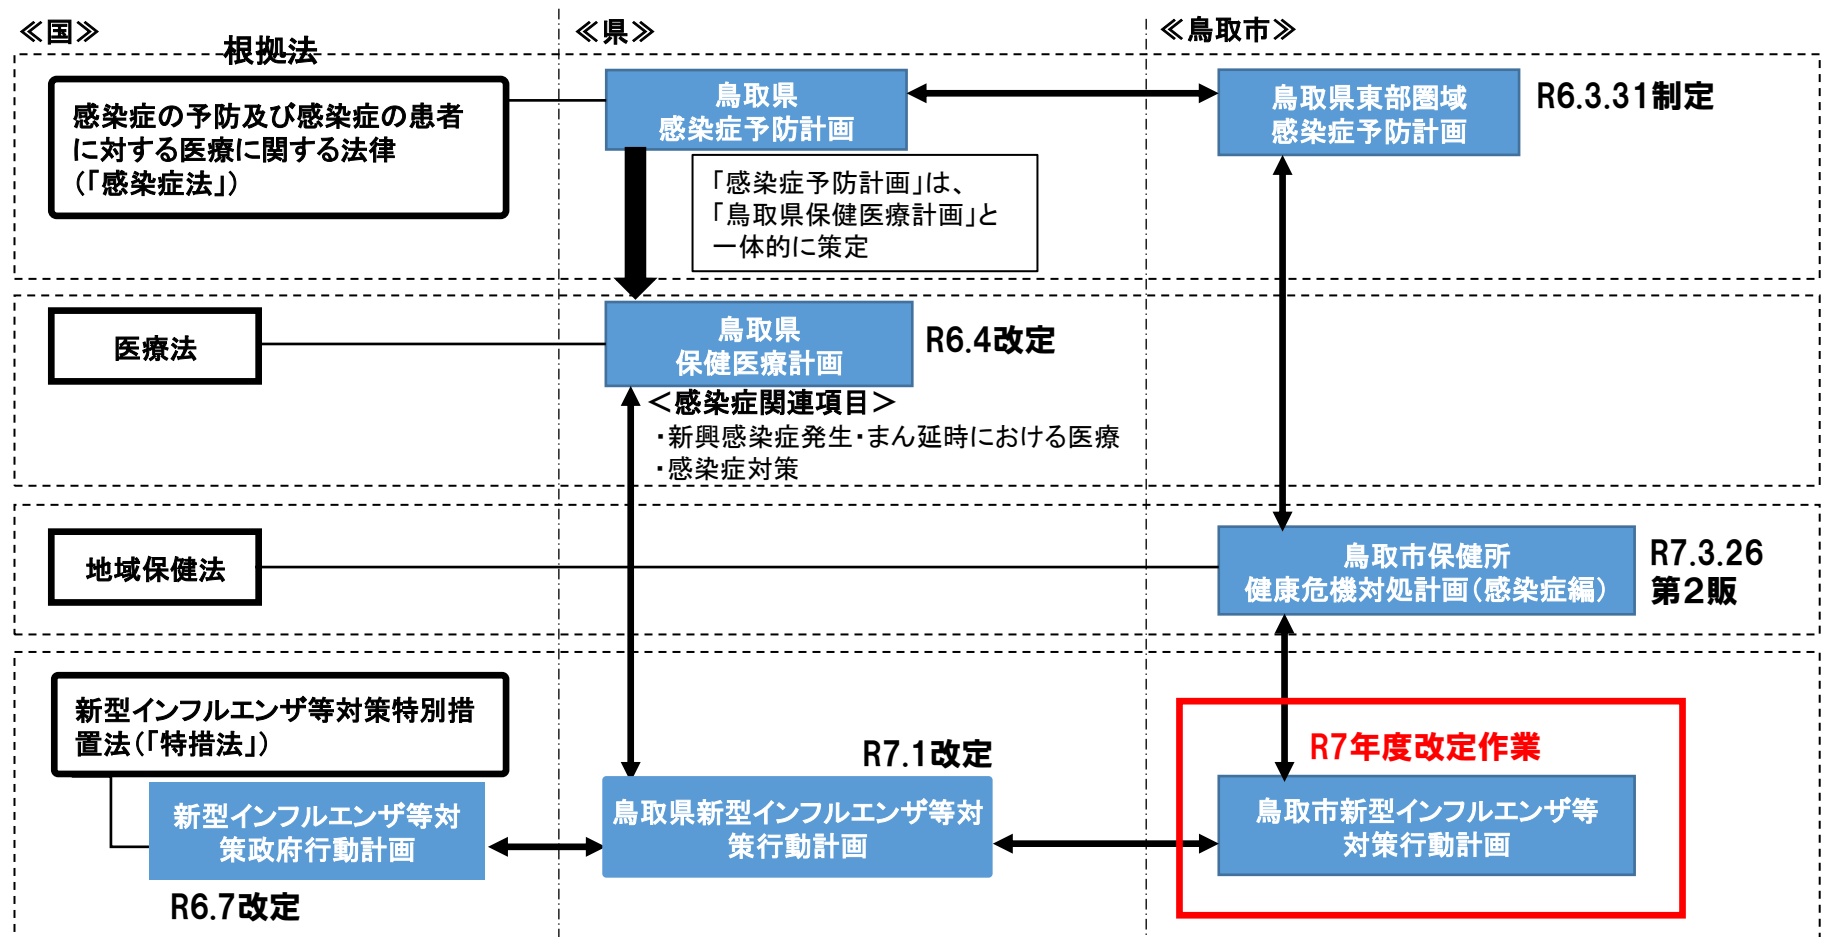 ≪国≫
≪県≫
≪鳥取市≫
根拠法
感染症の予防及び感染症の患者
に対する医療に関する法律
(「感染症法」)
鳥取県
感染症予防計画
鳥取県東部圏域
感染症予防計画
R6.3.31制定
「感染症予防計画」は、
「鳥取県保健医療計画」と
一体的に策定
医療法
鳥取県
保健医療計画
R6.4改定
＜感染症関連項目＞
・新興感染症発生・まん延時における医療
・感染症対策
地域保健法
鳥取市保健所
健康危機対処計画(感染症編)
R7.3.26
第2版
新型インフルエンザ等対策特別措
置法(「特措法」)
新型インフルエンザ等対
策政府行動計画
R6.7改定
R7.1改定
鳥取県新型インフルエンザ等対
策行動計画
R7年度改定作業
鳥取市新型インフルエンザ等
対策行動計画